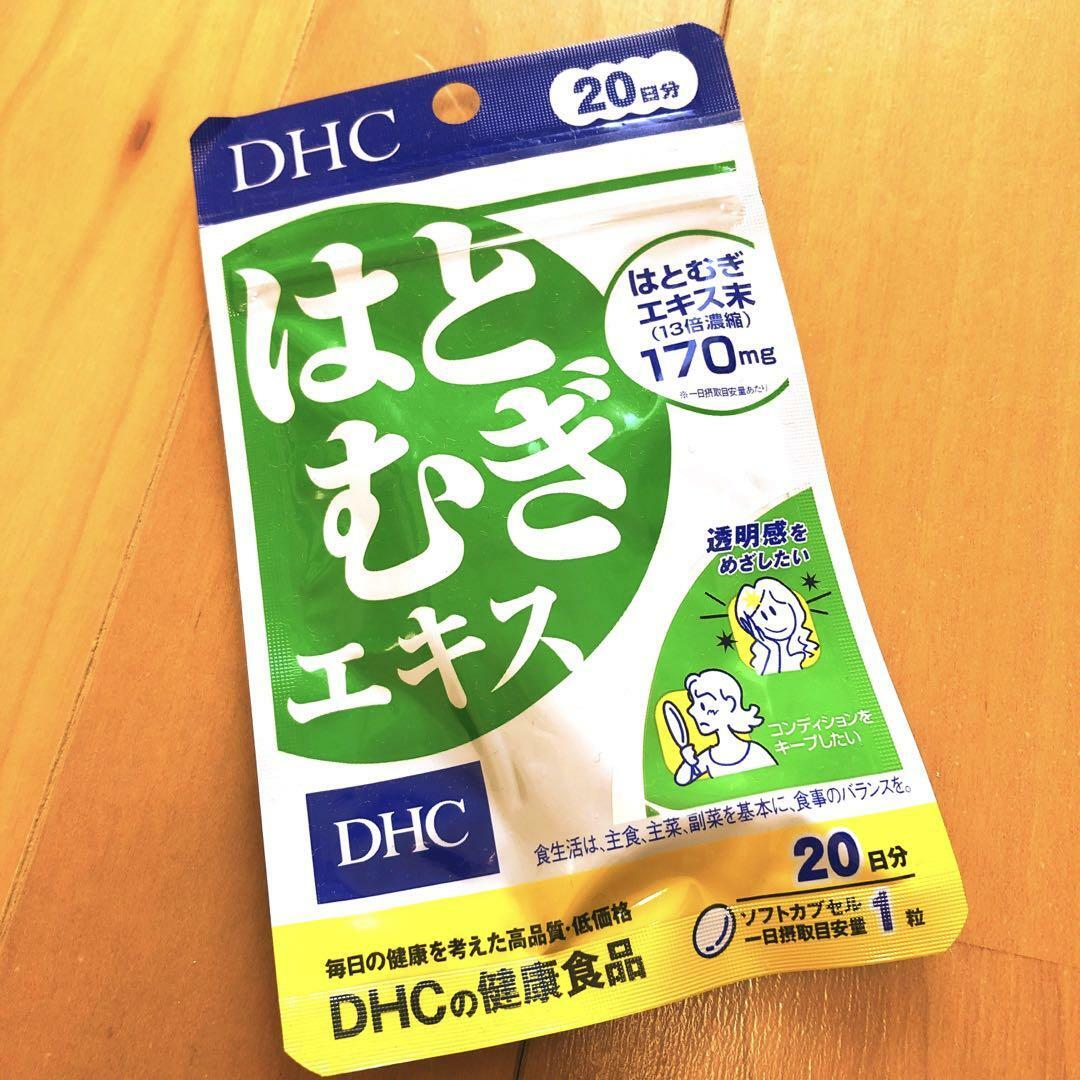 DHC
20日分
はと
むぎ
エキス
はとむぎ
エキス末
(13倍濃縮)
170mg
※一日摂取目安量あたり
透明感を
めざしたい
コンディションを
キープしたい
DHC
食生活は、主食、主菜、副菜を基本に、食事のバランスを。
20日分
ソフトカプセル
一日摂取目安量 1粒
毎日の健康を考えた高品質・低価格
DHCの健康食品